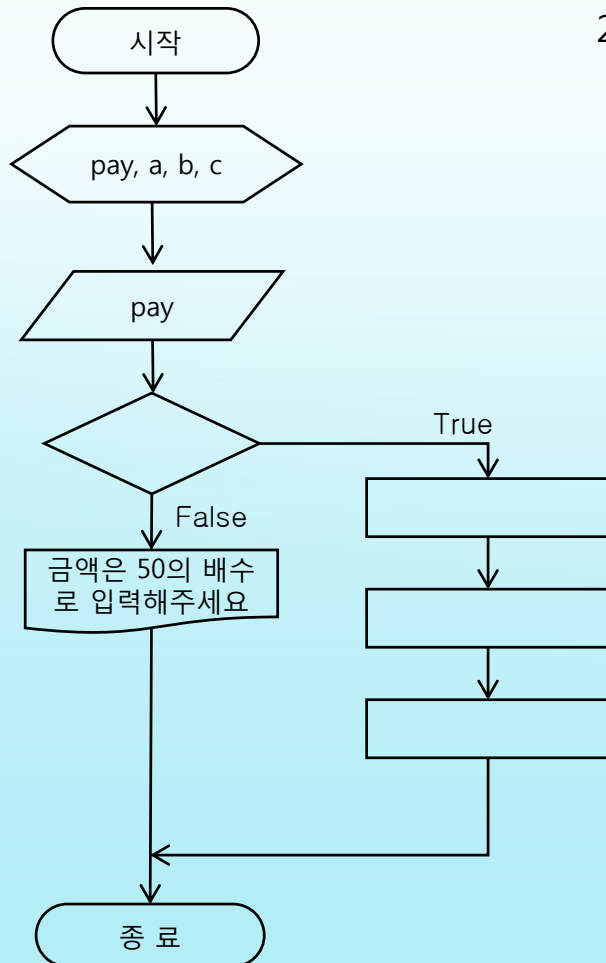 시작
2
pay, a, b, c
pay
True
False
금액은 50의 배수
로 입력해주세요
종 료